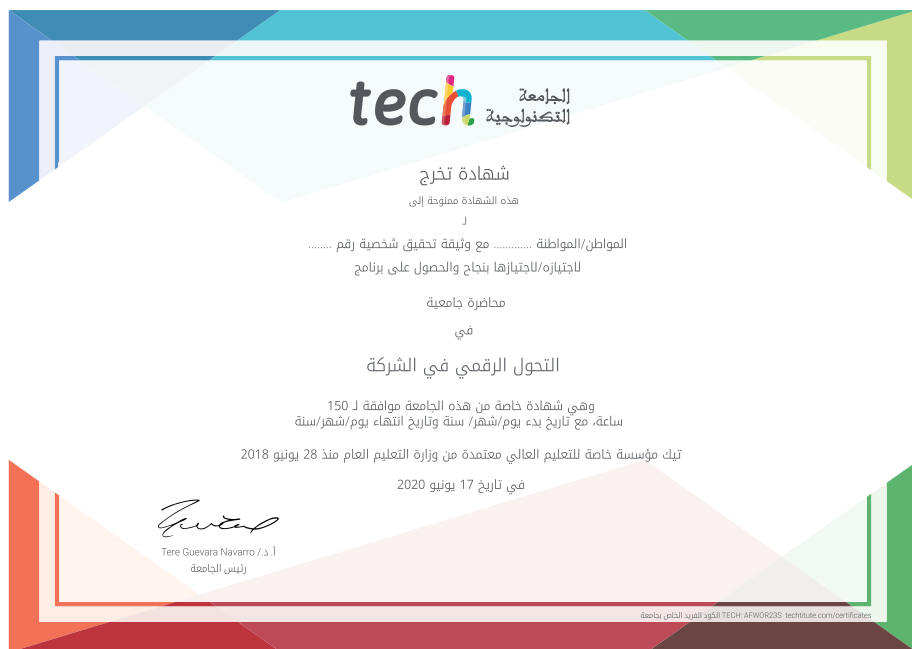 tech الجامعة
التكنولوجية
شهادة تخرج
هذه الشهادة ممنوحة إلى
لـ
المواطن/المواطنة ............. مع وثيقة تحقيق شخصية رقم ........
لاجتيازه/لاجتيازها بنجاح والحصول على برنامج
محاضرة جامعية
في
التحول الرقمي في الشركة
وهي شهادة خاصة من هذه الجامعة موافقة لـ 150
ساعة، مع تاريخ بدء يوم/شهر/ سنة وتاريخ انتهاء يوم/شهر/سنة
تيك مؤسسة خاصة للتعليم العالي معتمدة من وزارة التعليم العام منذ 28 يونيو 2018
في تاريخ 17 يونيو 2020
أ.د./ Tere Guevara Navarro
رئيس الجامعة
الكود الفريد الخاص بجامعة TECH: AFWOR23S techtitute.com/certificates